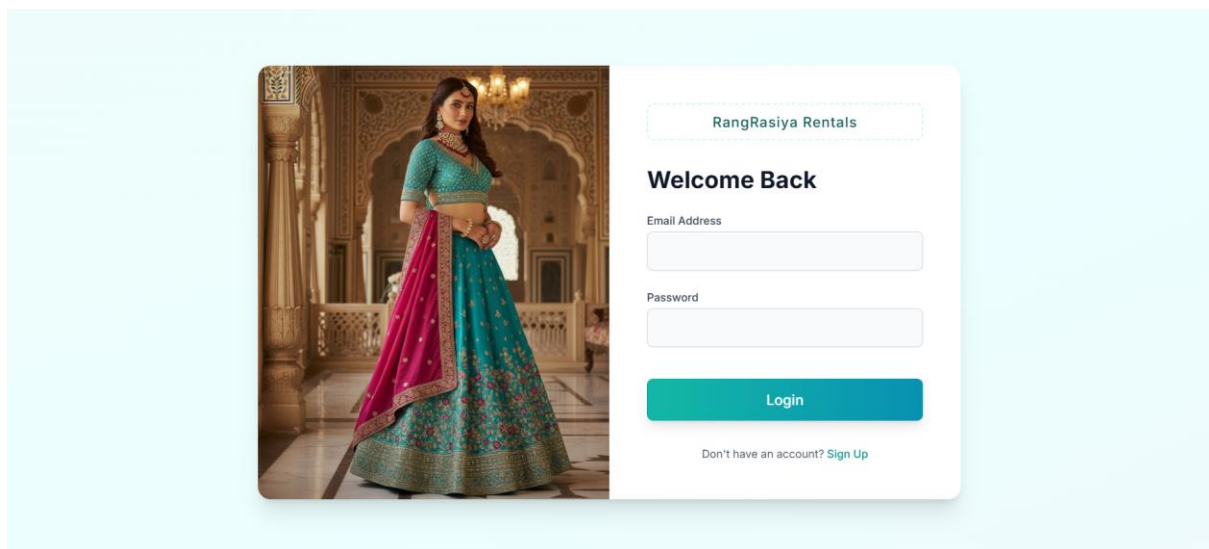 RangRasiya Rentals
Welcome Back
Email Address
Password
Login
Don't have an account? Sign Up